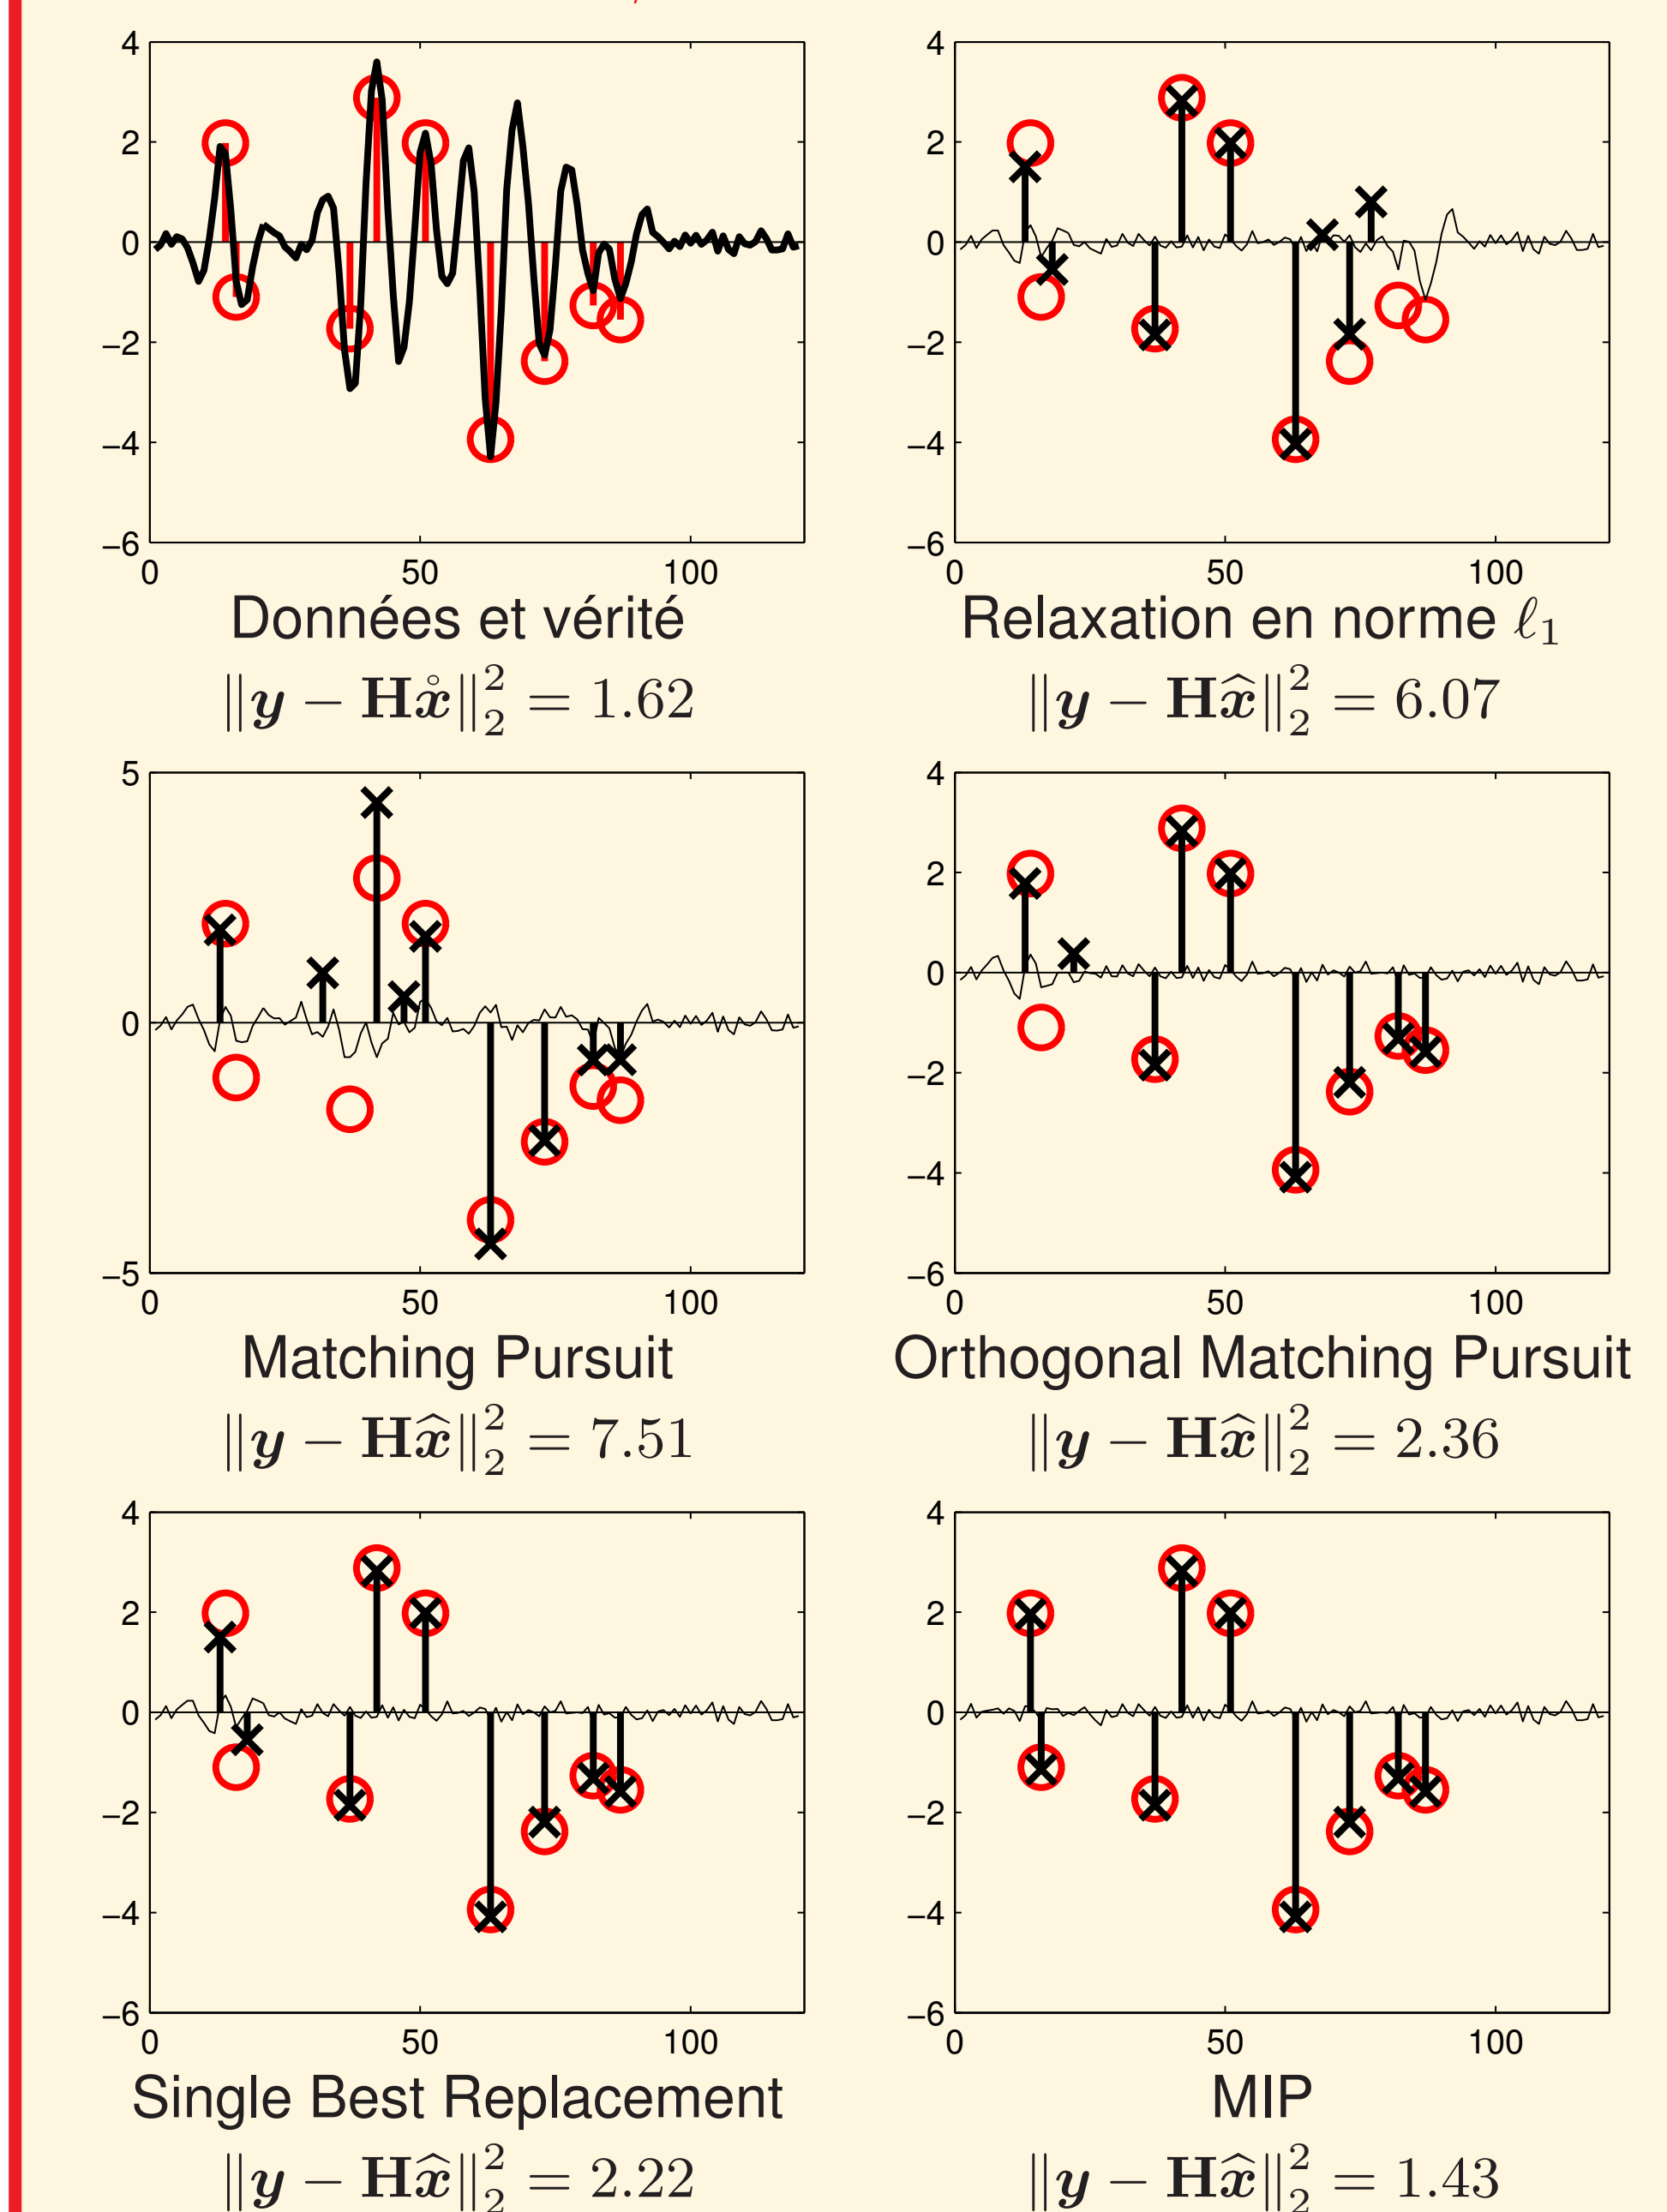 4 4
2 2
0 0
−2 −2
−4 −4
−6 −6
0 50 100 0 50 100
Données et vérité Relaxation en norme ℓ₁
‖y − Hx̊‖₂² = 1.62 ‖y − Hx̂‖₂² = 6.07
5 4
2
0 0
−2
−4
−5 −6
0 50 100 0 50 100
Matching Pursuit Orthogonal Matching Pursuit
‖y − Hx̂‖₂² = 7.51 ‖y − Hx̂‖₂² = 2.36
4 4
2 2
0 0
−2 −2
−4 −4
−6 −6
0 50 100 0 50 100
Single Best Replacement MIP
‖y − Hx̂‖₂² = 2.22 ‖y − Hx̂‖₂² = 1.43